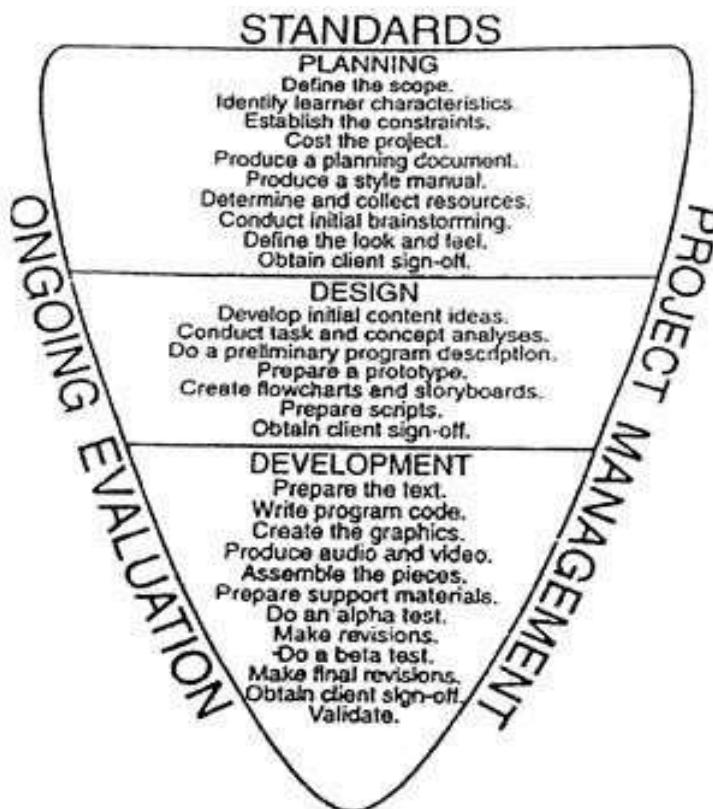 STANDARDS
PLANNING
Define the scope.
Identify learner characteristics.
Establish the constraints.
Cost the project.
Produce a planning document.
Produce a style manual.
Determine and collect resources.
Conduct initial brainstorming.
Define the look and feel.
Obtain client sign-off.
DESIGN
Develop initial content ideas.
Conduct task and concept analyses.
Do a preliminary program description.
Prepare a prototype.
Create flowcharts and storyboards.
Prepare scripts.
Obtain client sign-off.
DEVELOPMENT
Prepare the text.
Write program code.
Create the graphics.
Produce audio and video.
Assemble the pieces.
Prepare support materials.
Do an alpha test.
Make revisions.
Do a beta test.
Make final revisions.
Obtain client sign-off.
Validate.
ONGOING EVALUATION
PROJECT MANAGEMENT